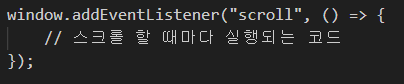 window.addEventListener("scroll", () => {
    // 스크롤 할 때마다 실행되는 코드
});